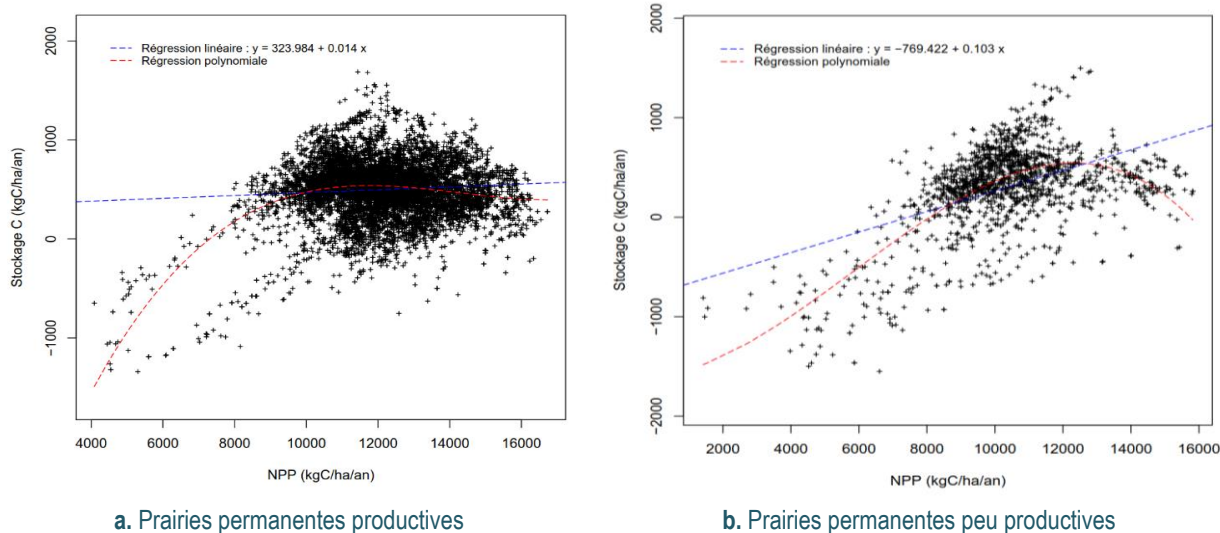 Régression linéaire : y = 323.984 + 0.014 x
Régression polynomiale
Stockage C (kgC/ha/an)
2000
1000
0
−1000
4000 6000 8000 10000 12000 14000 16000
NPP (kgC/ha/an)
a. Prairies permanentes productives
Régression linéaire : y = −769.422 + 0.103 x
Régression polynomiale
Stockage C (kgC/ha/an)
2000
1000
0
−1000
−2000
2000 4000 6000 8000 10000 12000 14000 16000
NPP (kgC/ha/an)
b. Prairies permanentes peu productives